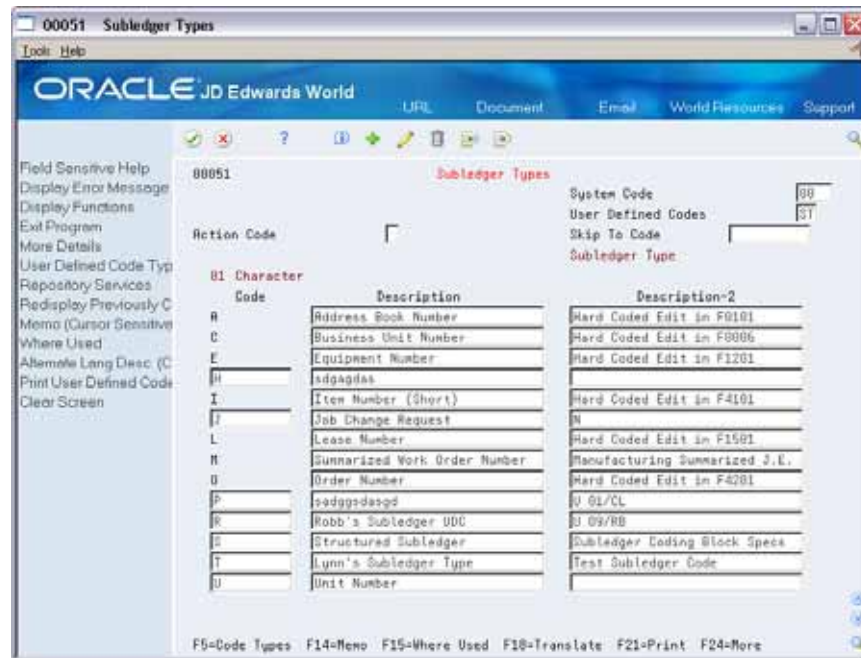 00051 Subledger Types
Tools Help
ORACLE JD Edwards World
URL Document Email World Resources Support
Field Sensitive Help
Display Error Message
Display Functions
Exit Program
More Details
User Defined Code Typ
Repository Services
Redisplay Previously C
Memo (Cursor Sensitive
Where Used
Alternate Lang Desc. (C
Print User Defined Code
Clear Screen
00051 Subledger Types
System Code 00
User Defined Codes ST
Action Code Skip To Code
Subledger Type
01 Character
Code Description Description-2
A Address Book Number Hard Coded Edit in F0101
C Business Unit Number Hard Coded Edit in F0006
E Equipment Number Hard Coded Edit in F1201
H sdgagdas
I Item Number (Short) Hard Coded Edit in F4101
J Job Change Request N
L Lease Number Hard Coded Edit in F1501
M Summarized Work Order Number Manufacturing Summarized J.E.
O Order Number Hard Coded Edit in F4201
P sadggsdasgd U 01/CL
R Robb's Subledger UDC U 09/RB
S Structured Subledger Subledger Coding Block Specs
T Lynn's Subledger Type Test Subledger Code
U Unit Number
F5=Code Types F14=Memo F15=Where Used F18=Translate F21=Print F24=More